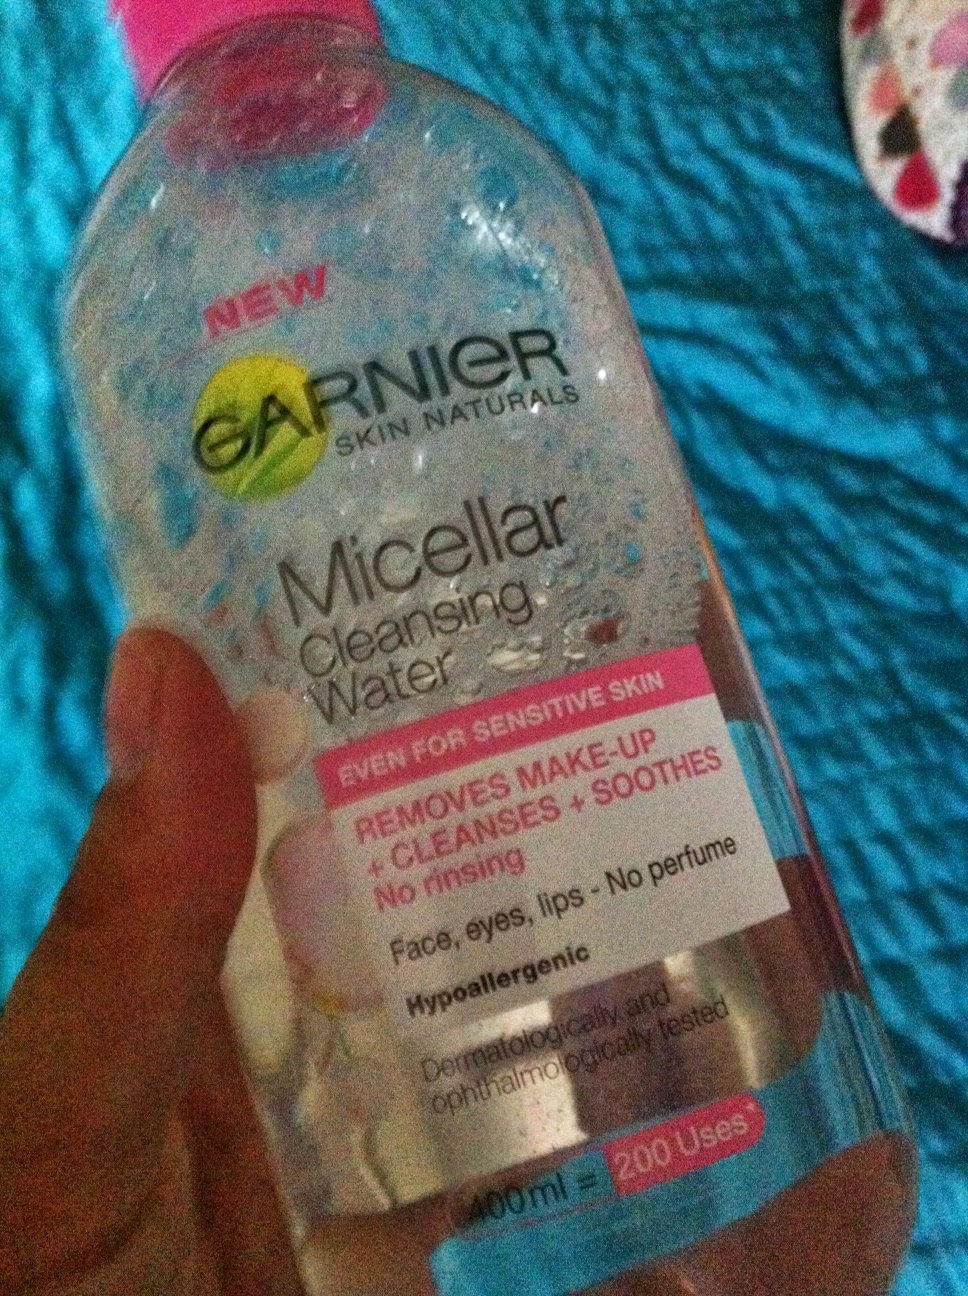 NEW
GARNIER
SKIN NATURALS
Micellar
Cleansing
Water
EVEN FOR SENSITIVE SKIN
REMOVES MAKE-UP
+ CLEANSES + SOOTHES
No rinsing
Face, eyes, lips - No perfume
Hypoallergenic
Dermatologically and
ophthalmologically tested
400ml = 200 Uses*